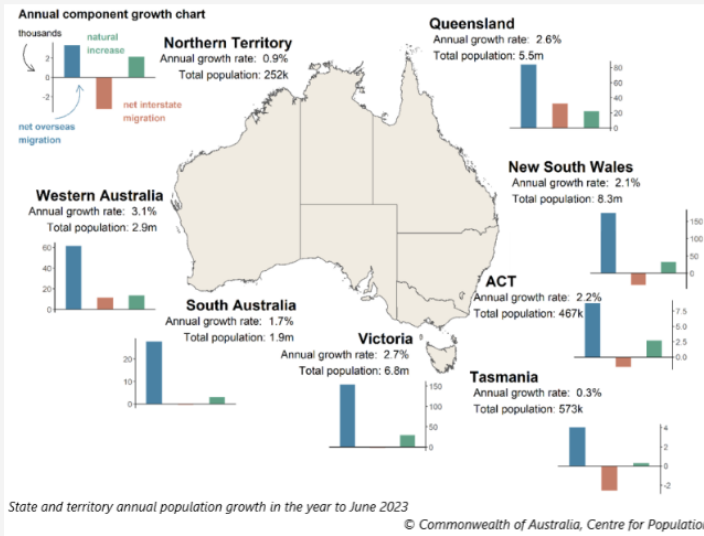 Annual component growth chart
thousands
natural
increase
2
0
-2
net interstate
migration
net overseas
migration
Northern Territory
Annual growth rate: 0.9%
Total population: 252k
Queensland
Annual growth rate: 2.6%
Total population: 5.5m
80
60
40
20
0
New South Wales
Annual growth rate: 2.1%
Total population: 8.3m
150
100
50
0
Western Australia
Annual growth rate: 3.1%
Total population: 2.9m
60
40
20
0
ACT
Annual growth rate: 2.2%
Total population: 467k
7.5
5.0
2.5
0.0
South Australia
Annual growth rate: 1.7%
Total population: 1.9m
20
10
0
Victoria
Annual growth rate: 2.7%
Total population: 6.8m
150
100
50
0
Tasmania
Annual growth rate: 0.3%
Total population: 573k
4
2
0
-2
State and territory annual population growth in the year to June 2023
© Commonwealth of Australia, Centre for Population